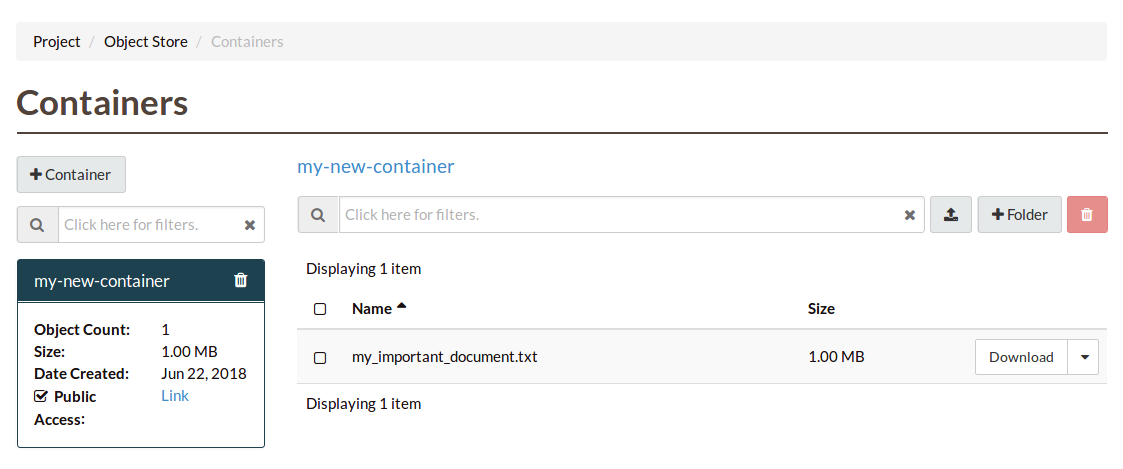 Project / Object Store / Containers
Containers
Container
Click here for filters.
my-new-container
Object Count: 1
Size: 1.00 MB
Date Created: Jun 22, 2018
Public Link
Access:
my-new-container
Click here for filters.
Folder
Displaying 1 item
Name Size
my_important_document.txt 1.00 MB Download
Displaying 1 item